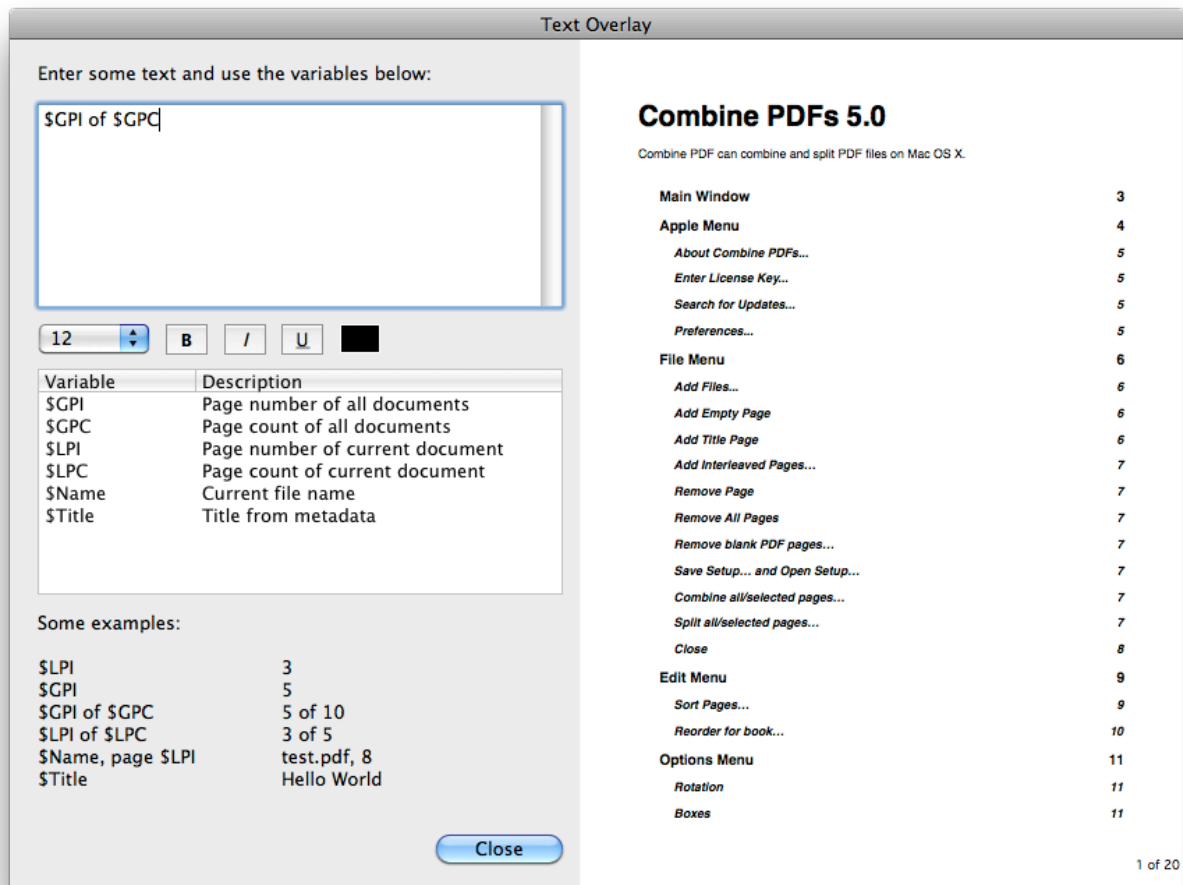 Text Overlay
Enter some text and use the variables below:
$GPI of $GPC
12
B
I
U
Variable Description
$GPI Page number of all documents
$GPC Page count of all documents
$LPI Page number of current document
$LPC Page count of current document
$Name Current file name
$Title Title from metadata
Some examples:
$LPI 3
$GPI 5
$GPI of $GPC 5 of 10
$LPI of $LPC 3 of 5
$Name, page $LPI test.pdf, 8
$Title Hello World
Close
Combine PDFs 5.0
Combine PDF can combine and split PDF files on Mac OS X.
Main Window 3
Apple Menu 4
About Combine PDFs... 5
Enter License Key... 5
Search for Updates... 5
Preferences... 5
File Menu 6
Add Files... 6
Add Empty Page 6
Add Title Page 6
Add Interleaved Pages... 7
Remove Page 7
Remove All Pages 7
Remove blank PDF pages... 7
Save Setup... and Open Setup... 7
Combine all/selected pages... 7
Split all/selected pages... 7
Close 8
Edit Menu 9
Sort Pages... 9
Reorder for book... 10
Options Menu 11
Rotation 11
Boxes 11
1 of 20